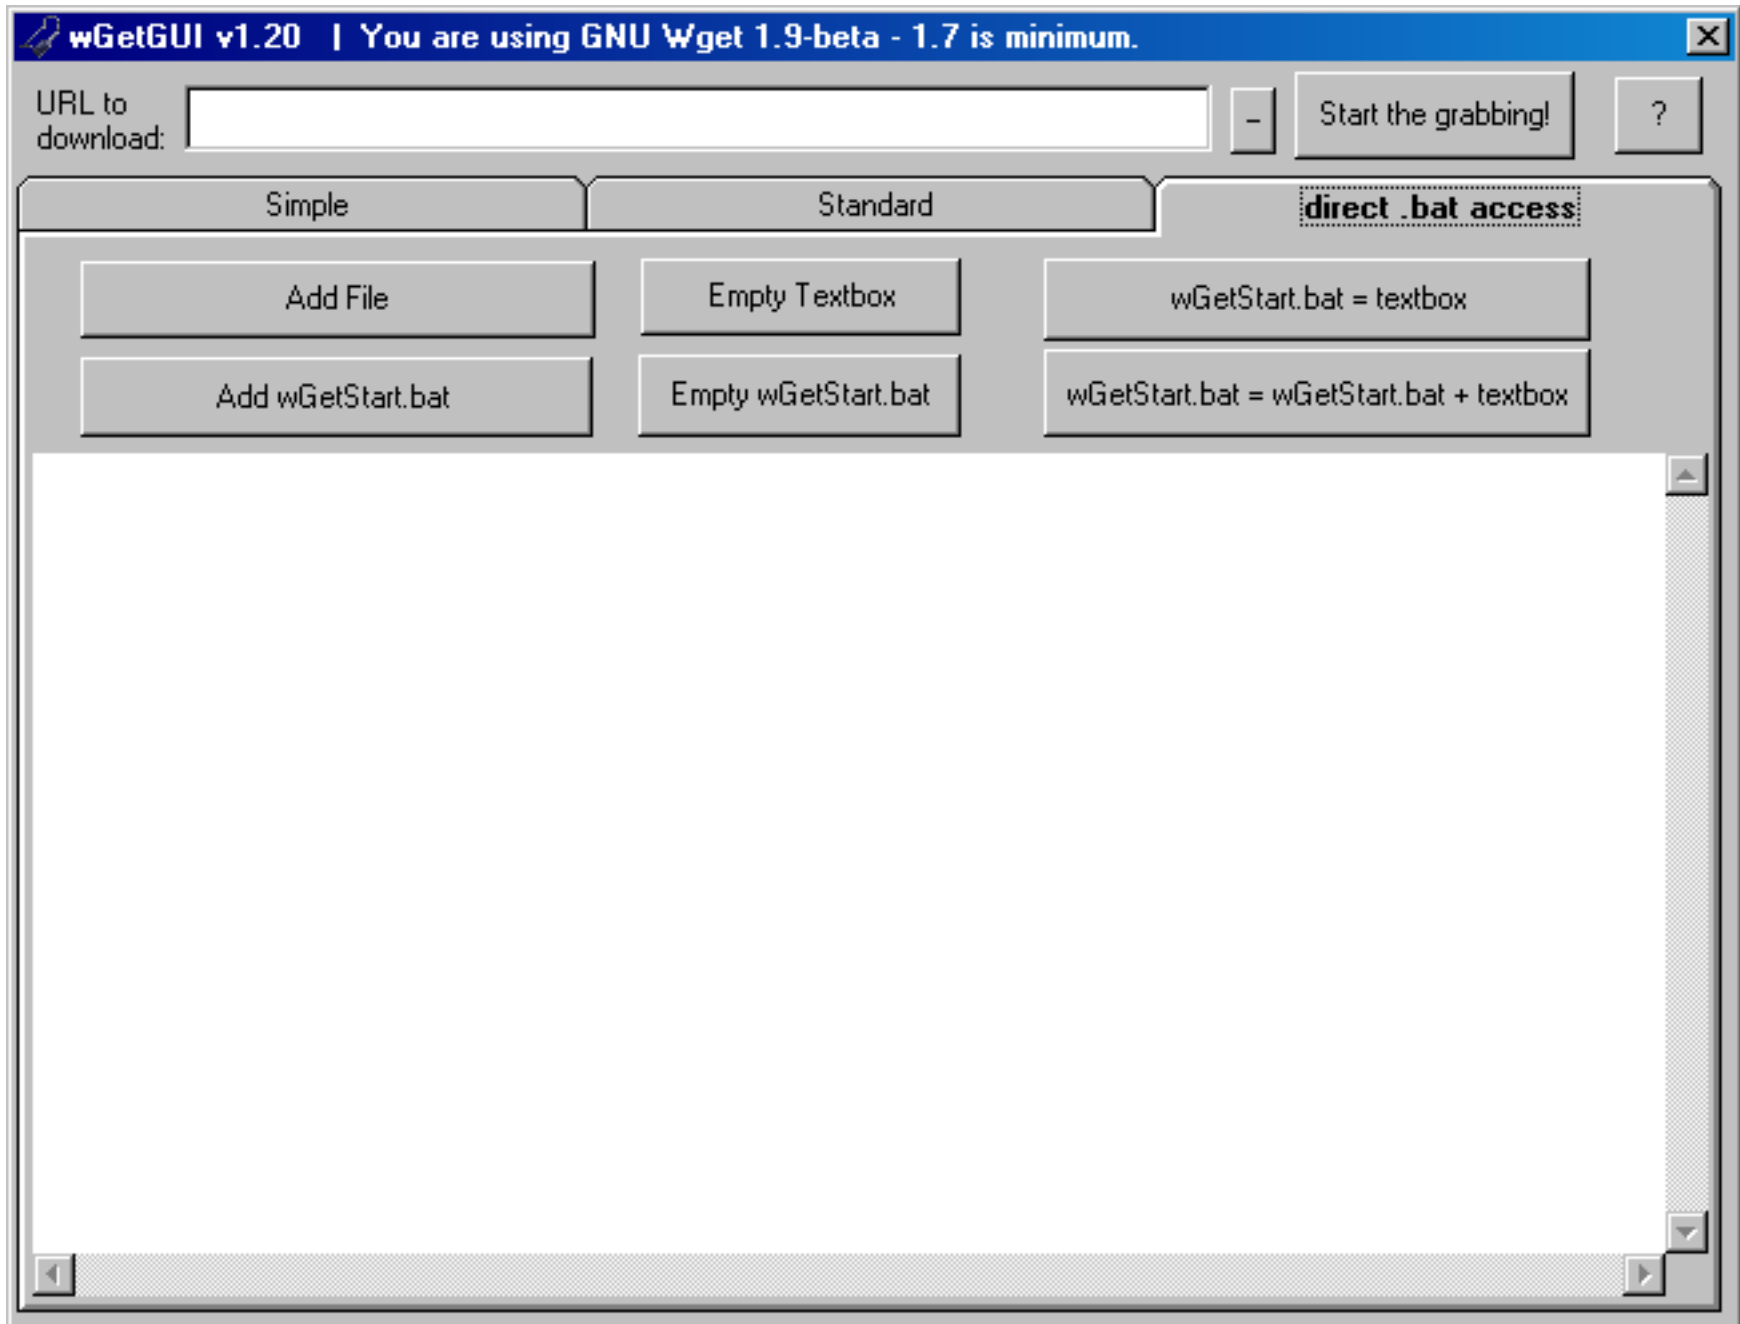 wGetGUI v1.20 | You are using GNU Wget 1.9-beta - 1.7 is minimum.
URL to
download:
-
Start the grabbing!
?
Simple
Standard
direct .bat access
Add File
Empty Textbox
wGetStart.bat = textbox
Add wGetStart.bat
Empty wGetStart.bat
wGetStart.bat = wGetStart.bat + textbox